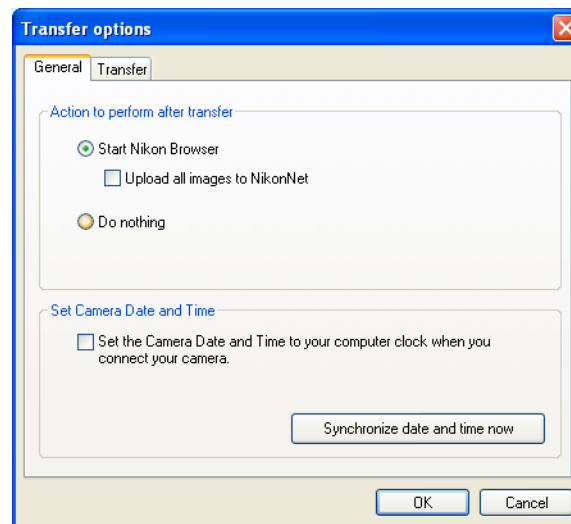 Transfer options
General
Transfer
Action to perform after transfer
Start Nikon Browser
Upload all images to NikonNet
Do nothing
Set Camera Date and Time
Set the Camera Date and Time to your computer clock when you
connect your camera.
Synchronize date and time now
OK
Cancel